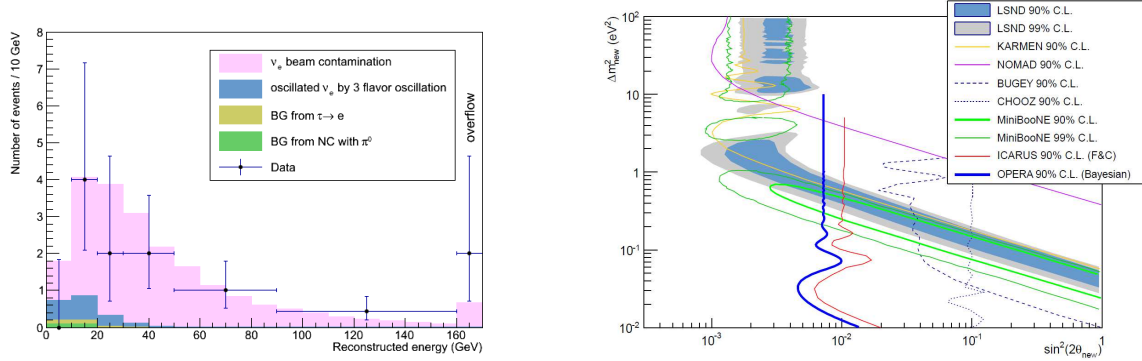 8
7
6
5
4
3
2
1
0
Number of events / 10 GeV
ν_e beam contamination
oscillated ν_e by 3 flavor oscillation
BG from τ→ e
BG from NC with π⁰
Data
overflow
0 20 40 60 80 100 120 140 160
Reconstructed energy (GeV)
10²
10
1
10⁻¹
10⁻²
Δm²_new (eV²)
LSND 90% C.L.
LSND 99% C.L.
KARMEN 90% C.L.
NOMAD 90% C.L.
BUGEY 90% C.L.
CHOOZ 90% C.L.
MiniBooNE 90% C.L.
MiniBooNE 99% C.L.
ICARUS 90% C.L. (F&C)
OPERA 90% C.L. (Bayesian)
10⁻³ 10⁻² 10⁻¹ 1
sin²(2θ_new)